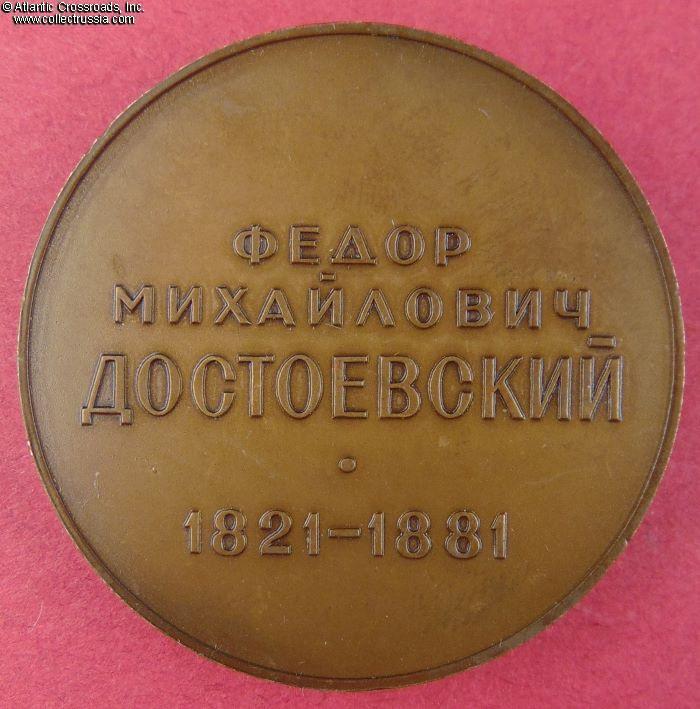 © Atlantic Crossroads, Inc.
www.collectrussia.com
ФЕДОР
МИХАЙЛОВИЧ
ДОСТОЕВСКИЙ
1821–1881